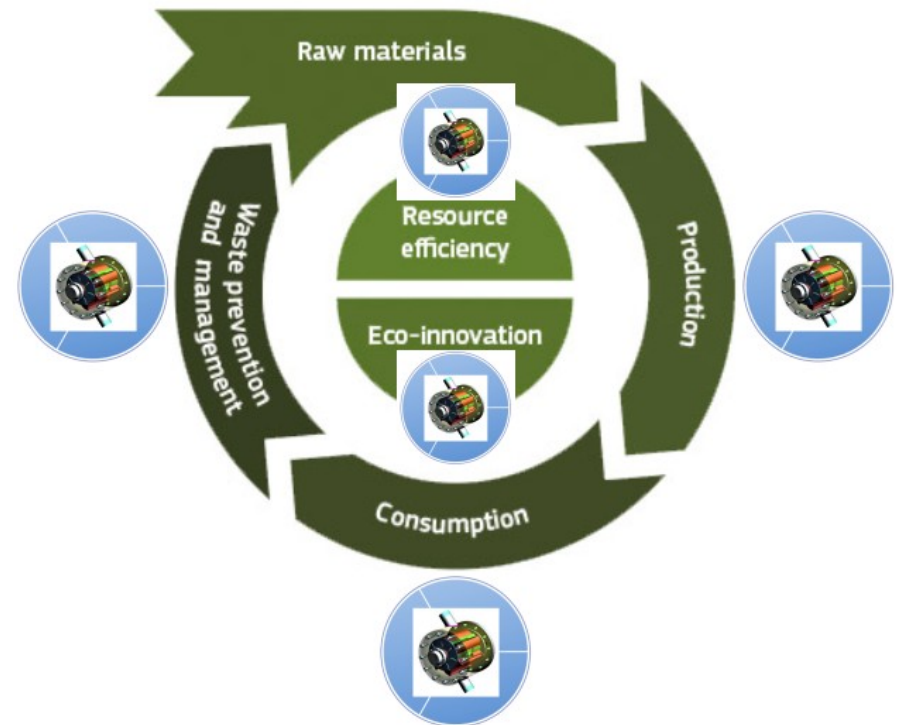 Raw materials
Resource
efficiency
Eco-innovation
Production
Consumption
Waste prevention
and management